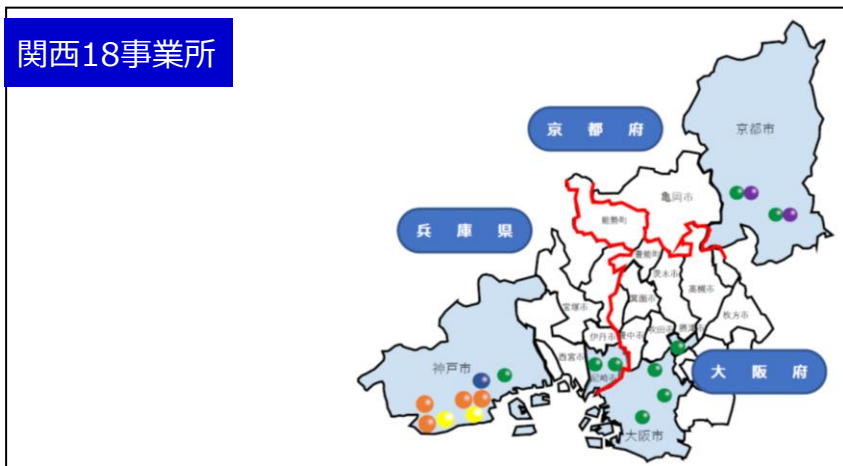 関西18事業所
京都府
京都市
亀岡市
能勢町
兵庫県
豊能町
茨木市
高槻市
箕面市
宝塚市
枚方市
伊丹市
豊中市
吹田市
摂津市
西宮市
神戸市
尼崎市
大阪府
大阪市